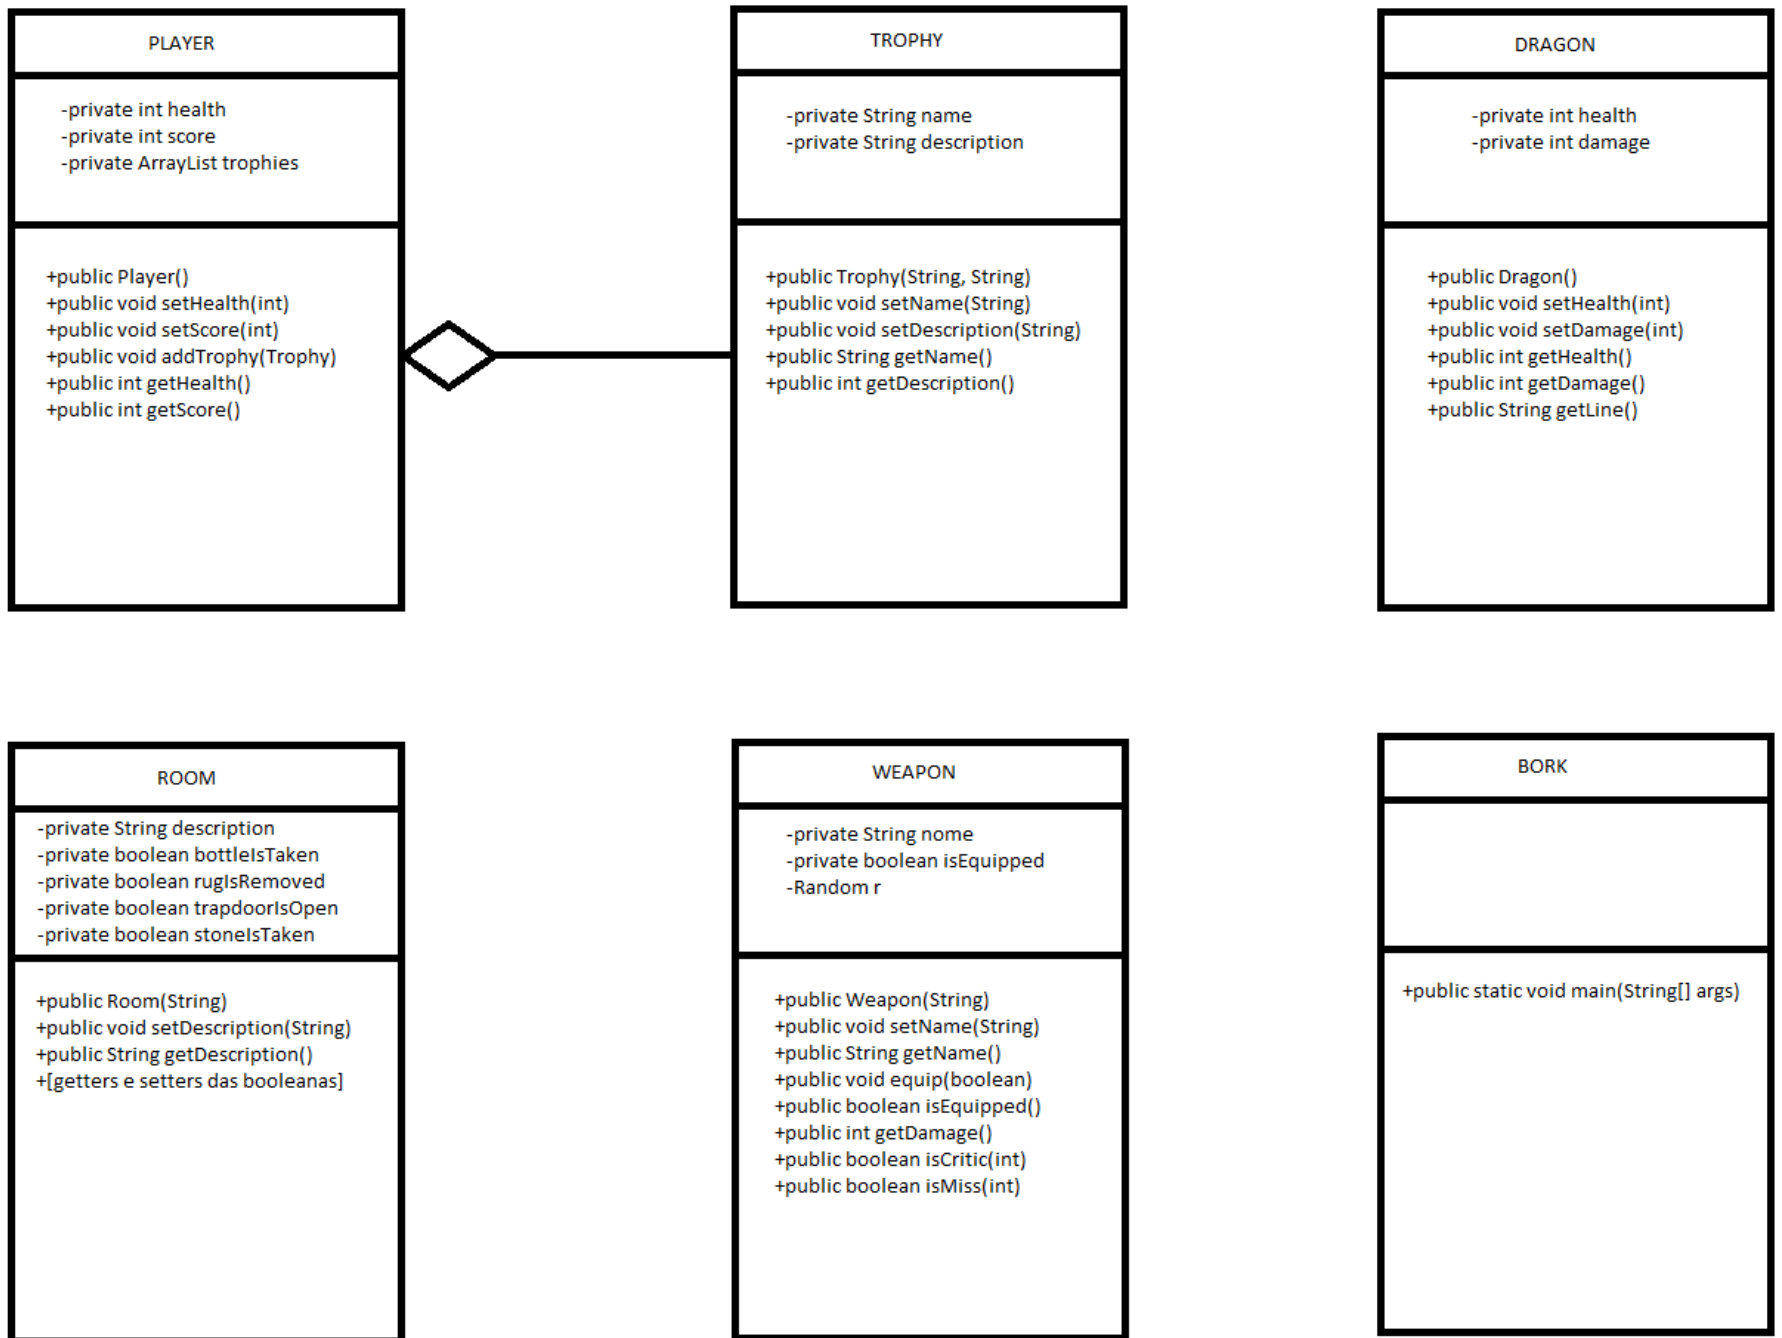 PLAYER
-private int health
-private int score
-private ArrayList trophies
+public Player()
+public void setHealth(int)
+public void setScore(int)
+public void addTrophy(Trophy)
+public int getHealth()
+public int getScore()
TROPHY
-private String name
-private String description
+public Trophy(String, String)
+public void setName(String)
+public void setDescription(String)
+public String getName()
+public int getDescription()
DRAGON
-private int health
-private int damage
+public Dragon()
+public void setHealth(int)
+public void setDamage(int)
+public int getHealth()
+public int getDamage()
+public String getLine()
ROOM
-private String description
-private boolean bottleIsTaken
-private boolean rugIsRemoved
-private boolean trapdoorIsOpen
-private boolean stoneIsTaken
+public Room(String)
+public void setDescription(String)
+public String getDescription()
+[getters e setters das booleanas]
WEAPON
-private String nome
-private boolean isEquipped
-Random r
+public Weapon(String)
+public void setName(String)
+public String getName()
+public void equip(boolean)
+public boolean isEquipped()
+public int getDamage()
+public boolean isCritic(int)
+public boolean isMiss(int)
BORK
+public static void main(String[] args)